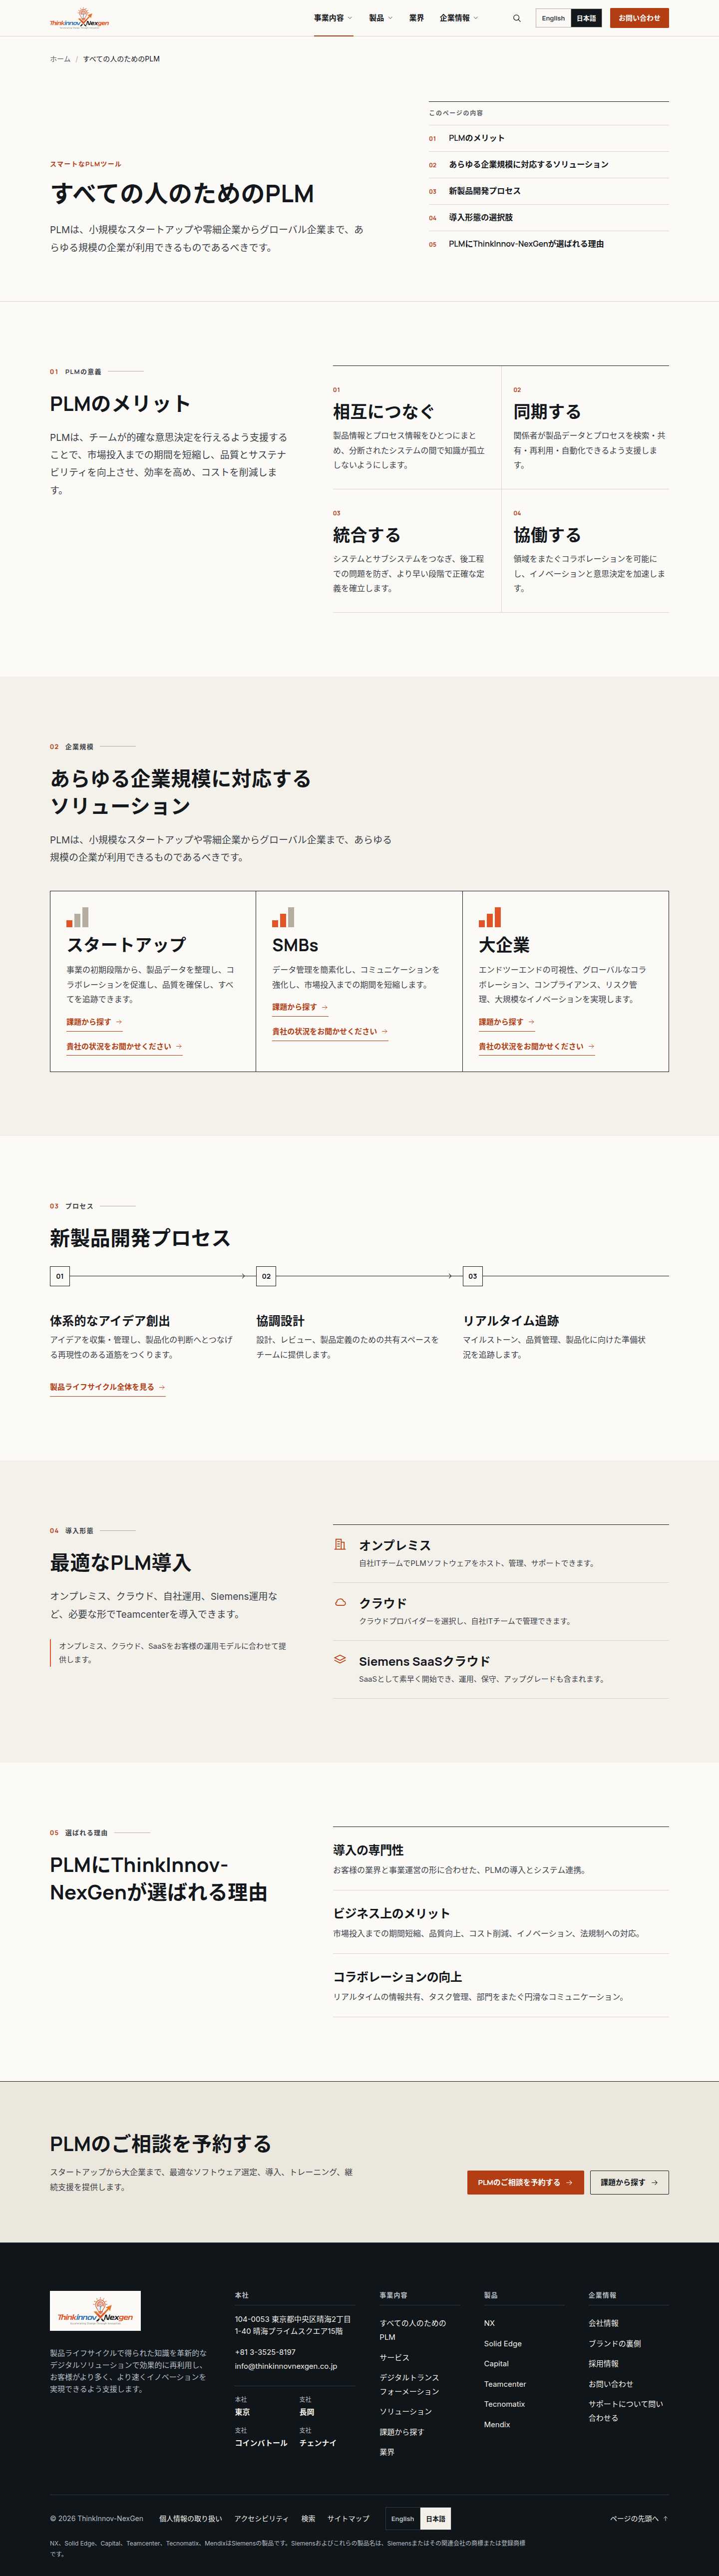 ThinkinnovXNexgen
事業内容
製品
業界
企業情報
English
日本語
お問い合わせ
ホーム / すべての人のためのPLM
スマートなPLMツール
すべての人のためのPLM
PLMは、小規模なスタートアップや零細企業からグローバル企業まで、あ
らゆる規模の企業が利用できるものであるべきです。
このページの内容
01 PLMのメリット
02 あらゆる企業規模に対応するソリューション
03 新製品開発プロセス
04 導入形態の選択肢
05 PLMにThinkInnov-NexGenが選ばれる理由
01 PLMの意義
PLMのメリット
PLMは、チームが的確な意思決定を行えるよう支援する
ことで、市場投入までの期間を短縮し、品質とサステナ
ビリティを向上させ、効率を高め、コストを削減しま
す。
01
相互につなぐ
製品情報とプロセス情報をひとつにまと
め、分断されたシステムの間で知識が孤立
しないようにします。
02
同期する
関係者が製品データとプロセスを検索・共
有・再利用・自動化できるよう支援しま
す。
03
統合する
システムとサブシステムをつなぎ、後工程
での問題を防ぎ、より早い段階で正確な定
義を確立します。
04
協働する
領域をまたぐコラボレーションを可能に
し、イノベーションと意思決定を加速しま
す。
02 企業規模
あらゆる企業規模に対応する
ソリューション
PLMは、小規模なスタートアップや零細企業からグローバル企業まで、あらゆる
規模の企業が利用できるものであるべきです。
スタートアップ
事業の初期段階から、製品データを整理し、コ
ラボレーションを促進し、品質を確保し、すべ
てを追跡できます。
課題から探す →
貴社の状況をお聞かせください →
SMBs
データ管理を簡素化し、コミュニケーションを
強化し、市場投入までの期間を短縮します。
課題から探す →
貴社の状況をお聞かせください →
大企業
エンドツーエンドの可視性、グローバルなコラ
ボレーション、コンプライアンス、リスク管
理、大規模なイノベーションを実現します。
課題から探す →
貴社の状況をお聞かせください →
03 プロセス
新製品開発プロセス
01
02
03
体系的なアイデア創出
アイデアを収集・管理し、製品化の判断へとつなげ
る再現性のある道筋をつくります。
協調設計
設計、レビュー、製品定義のための共有スペースを
チームに提供します。
リアルタイム追跡
マイルストーン、品質管理、製品化に向けた準備状
況を追跡します。
製品ライフサイクル全体を見る →
04 導入形態
最適なPLM導入
オンプレミス、クラウド、自社運用、Siemens運用な
ど、必要な形でTeamcenterを導入できます。
オンプレミス、クラウド、SaaSをお客様の運用モデルに合わせて提
供します。
オンプレミス
自社ITチームでPLMソフトウェアをホスト、管理、サポートできます。
クラウド
クラウドプロバイダーを選択し、自社ITチームで管理できます。
Siemens SaaSクラウド
SaaSとして素早く開始でき、運用、保守、アップグレードも含まれます。
05 選ばれる理由
PLMにThinkInnov-
NexGenが選ばれる理由
導入の専門性
お客様の業界と事業運営の形に合わせた、PLMの導入とシステム連携。
ビジネス上のメリット
市場投入までの期間短縮、品質向上、コスト削減、イノベーション、法規制への対応。
コラボレーションの向上
リアルタイムの情報共有、タスク管理、部門をまたぐ円滑なコミュニケーション。
PLMのご相談を予約する
スタートアップから大企業まで、最適なソフトウェア選定、導入、トレーニング、継
続支援を提供します。
PLMのご相談を予約する →
課題から探す →
ThinkinnovXNexgen
製品ライフサイクルで得られた知識を革新的な
デジタルソリューションで効果的に再利用し、
お客様がより多く、より速くイノベーションを
実現できるよう支援します。
本社
104-0053 東京都中央区晴海2丁目
1-40 晴海プライムスクエア15階
+81 3-3525-8197
info@thinkinnovnexgen.co.jp
本社
東京
支社
長岡
支社
コインバトール
支社
チェンナイ
事業内容
すべての人のための
PLM
サービス
デジタルトランス
フォーメーション
ソリューション
課題から探す
業界
製品
NX
Solid Edge
Capital
Teamcenter
Tecnomatix
Mendix
企業情報
会社情報
ブランドの裏側
採用情報
お問い合わせ
サポートについて問い
合わせる
© 2026 ThinkInnov-NexGen
個人情報の取り扱い
アクセシビリティ
検索
サイトマップ
English
日本語
ページの先頭へ ↑
NX、Solid Edge、Capital、Teamcenter、Tecnomatix、MendixはSiemensの製品です。Siemensおよびこれらの製品名は、Siemensまたはその関連会社の商標または登録商標
です。